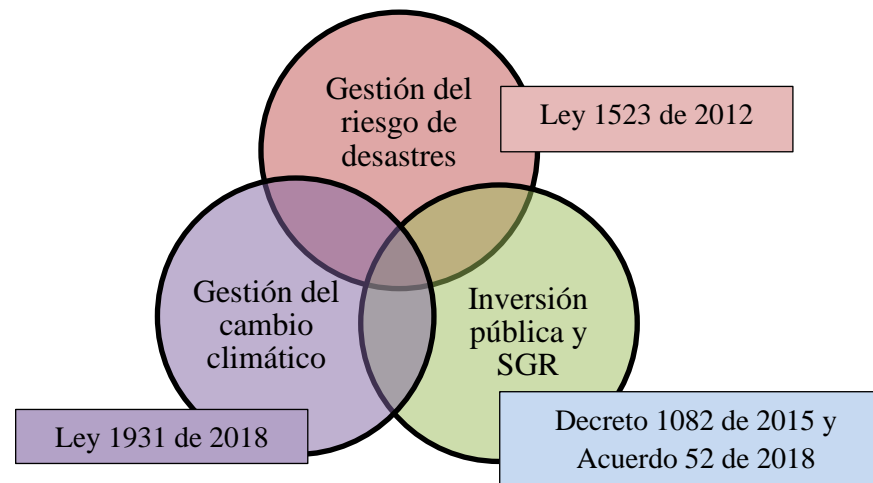 Gestión del
riesgo de
desastres
Ley 1523 de 2012
Gestión del
cambio
climático
Inversión
pública y
SGR
Ley 1931 de 2018
Decreto 1082 de 2015 y
Acuerdo 52 de 2018